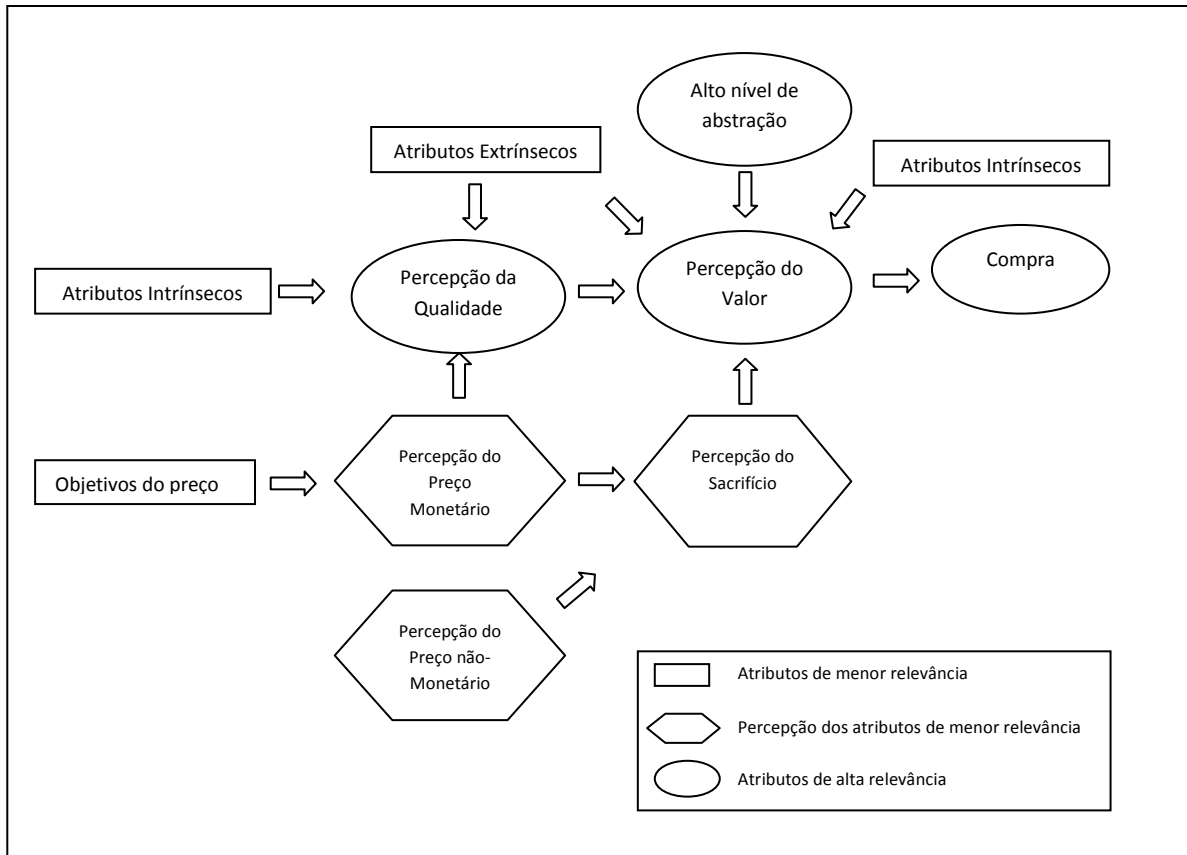 Alto nível de
abstração
Atributos Extrínsecos
Atributos Intrínsecos
Atributos Intrínsecos
Percepção da
Qualidade
Percepção do
Valor
Compra
Objetivos do preço
Percepção do
Preço
Monetário
Percepção do
Sacrifício
Percepção do
Preço não-
Monetário
Atributos de menor relevância
Percepção dos atributos de menor relevância
Atributos de alta relevância